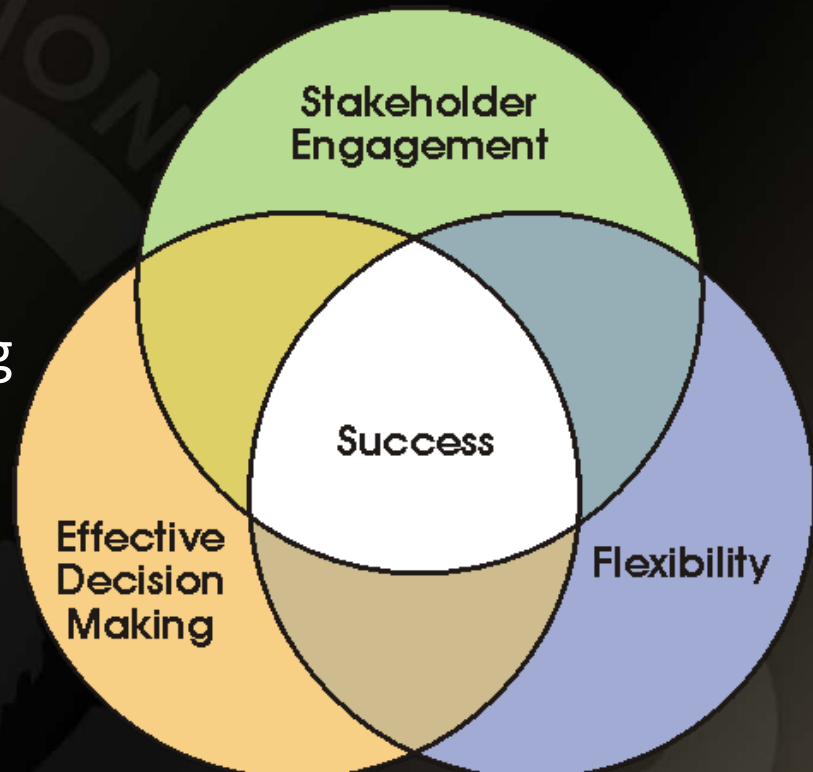 Stakeholder
Engagement
g
Success
Effective
Decision
Making
Flexibility